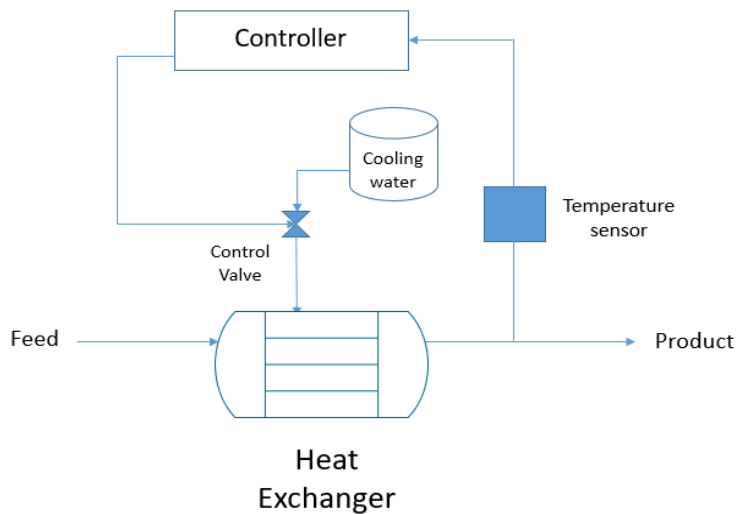 Controller
Cooling
water
Temperature
sensor
Control
Valve
Feed
Product
Heat
Exchanger